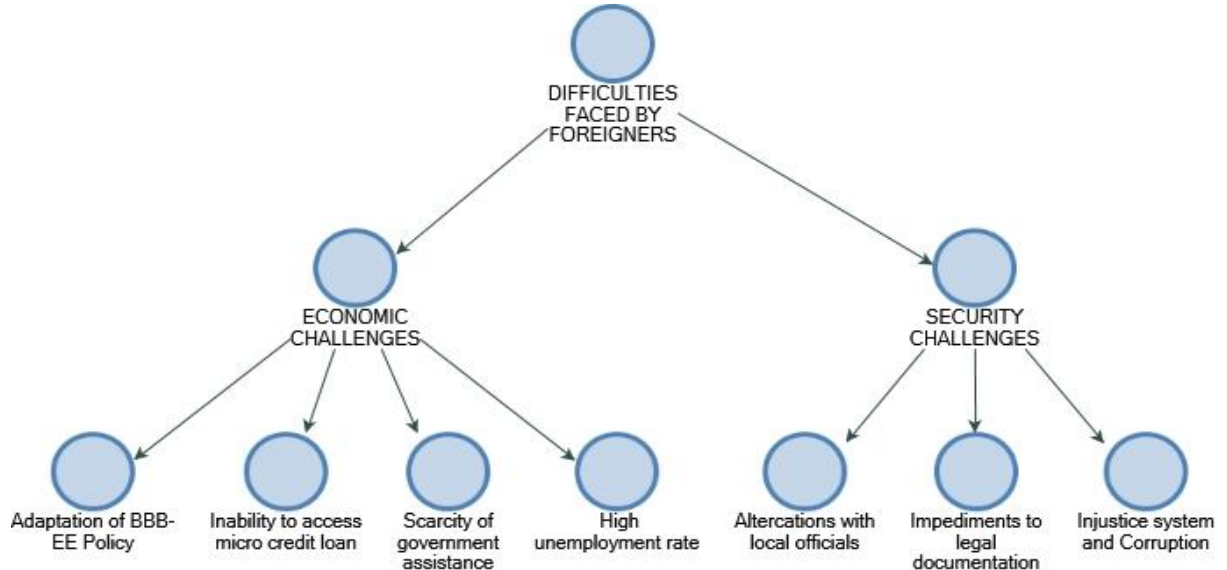 DIFFICULTIES
FACED BY
FOREIGNERS
ECONOMIC
CHALLENGES
SECURITY
CHALLENGES
Adaptation of BBB-
EE Policy
Inability to access
micro credit loan
Scarcity of
government
assistance
High
unemployment rate
Altercations with
local officials
Impediments to
legal
documentation
Injustice system
and Corruption